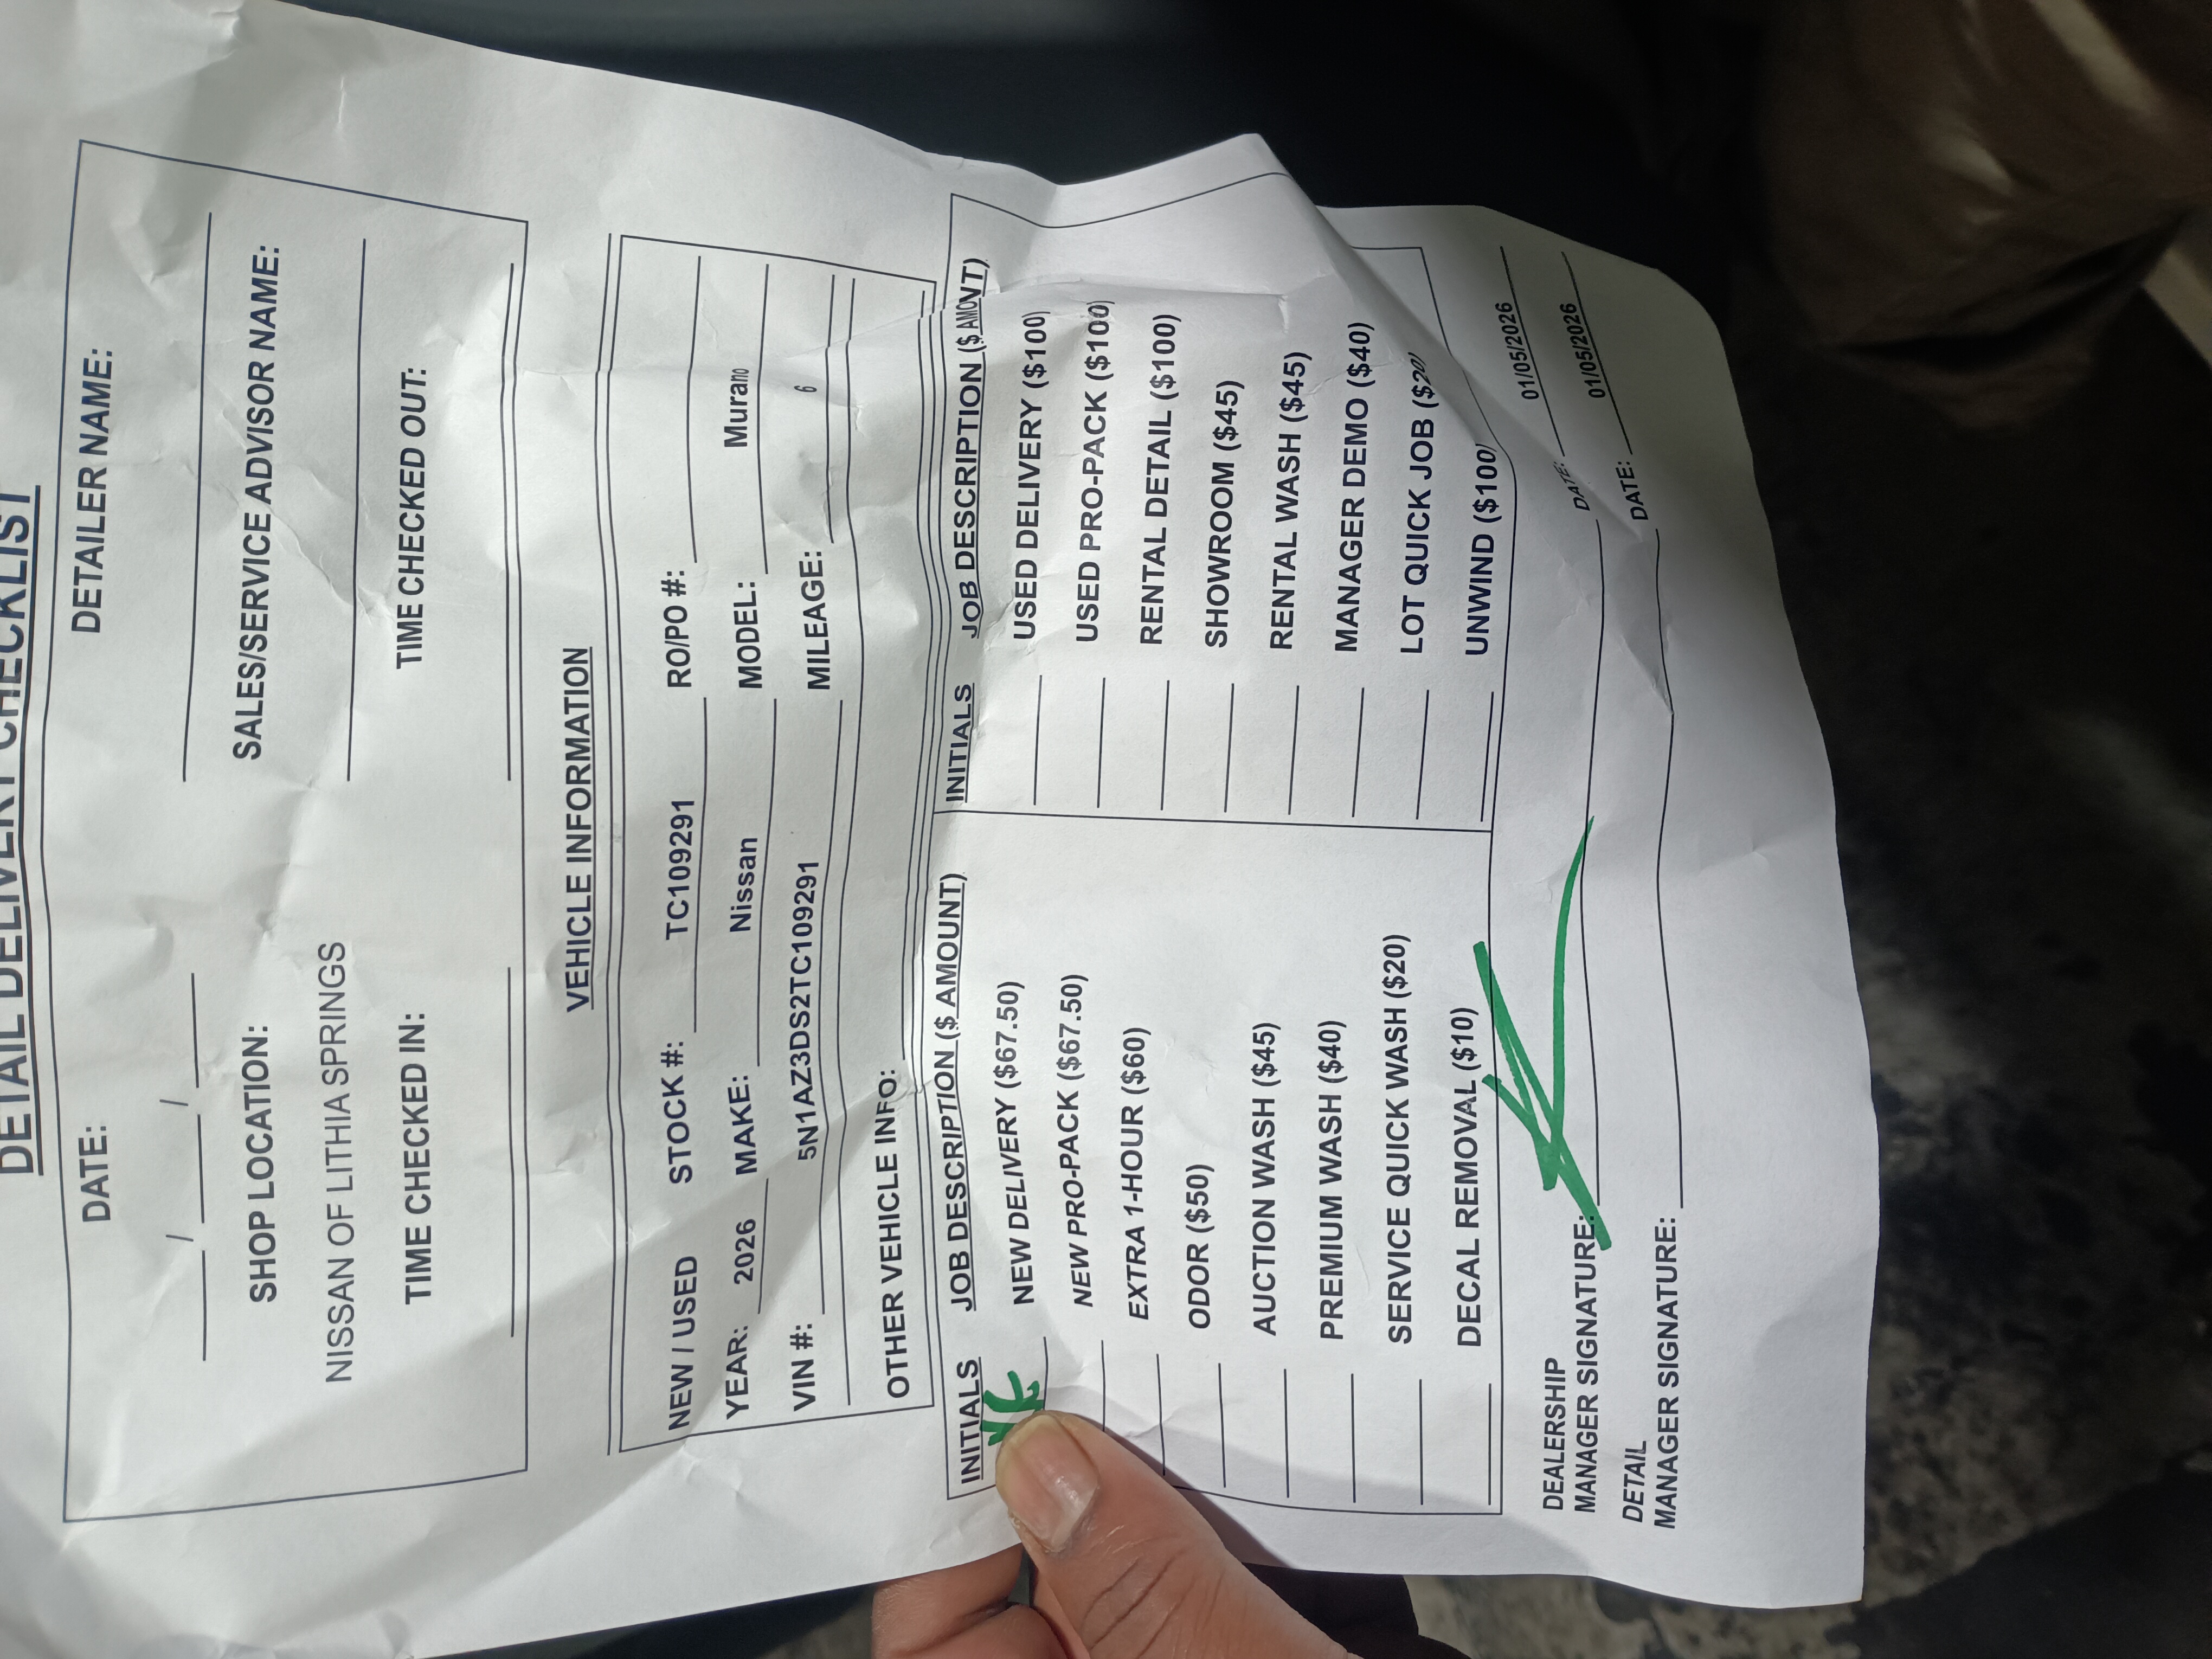 DETAIL DELIVERY CHECKLIST
DATE: DETAILER NAME:
/ /
SHOP LOCATION: SALES/SERVICE ADVISOR NAME:
NISSAN OF LITHIA SPRINGS
TIME CHECKED IN: TIME CHECKED OUT:
VEHICLE INFORMATION
NEW / USED STOCK #: TC109291 RO/PO #:
YEAR: 2026 MAKE: Nissan MODEL: Murano
VIN #: 5N1AZ3DS2TC109291 MILEAGE: 6
OTHER VEHICLE INFO:
INITIALS JOB DESCRIPTION ($ AMOUNT) INITIALS JOB DESCRIPTION ($ AMOUNT)
NEW DELIVERY ($67.50) USED DELIVERY ($100)
NEW PRO-PACK ($67.50) USED PRO-PACK ($100)
EXTRA 1-HOUR ($60) RENTAL DETAIL ($100)
ODOR ($50) SHOWROOM ($45)
AUCTION WASH ($45) RENTAL WASH ($45)
PREMIUM WASH ($40) MANAGER DEMO ($40)
SERVICE QUICK WASH ($20) LOT QUICK JOB ($20)
DECAL REMOVAL ($10) UNWIND ($100)
DEALERSHIP
MANAGER SIGNATURE: DATE: 01/05/2026
DETAIL
MANAGER SIGNATURE: DATE: 01/05/2026